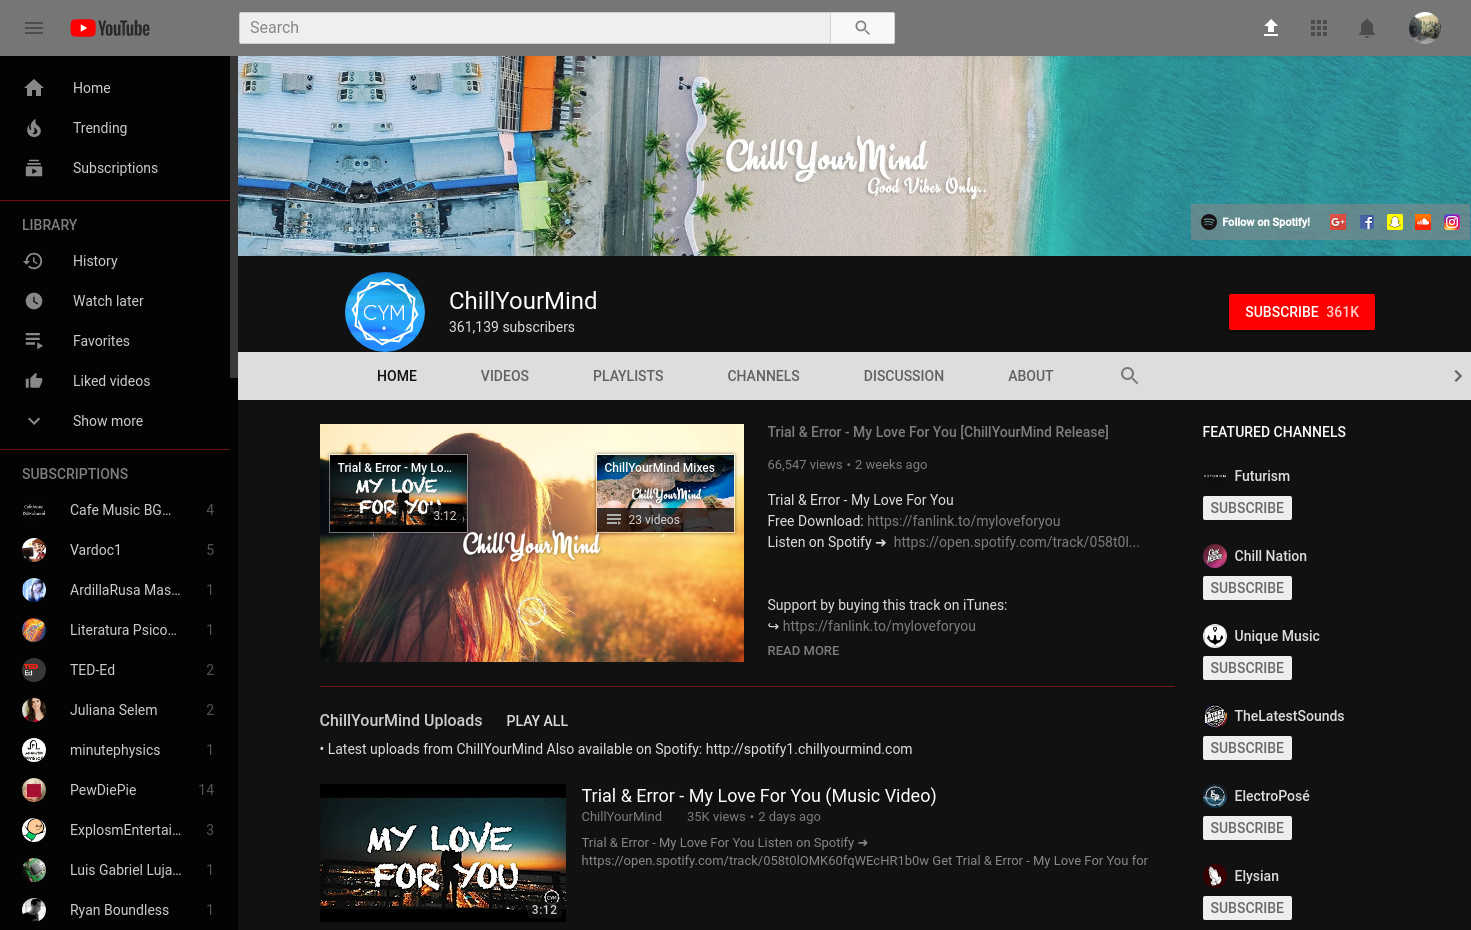 YouTube
Search
Home
Trending
Subscriptions
LIBRARY
History
Watch later
Favorites
Liked videos
Show more
SUBSCRIPTIONS
Cafe Music BG... 4
Vardoc1 5
ArdillaRusa Mas... 1
Literatura Psico... 1
TED-Ed 2
Juliana Selem 2
minutephysics 1
PewDiePie 14
ExplosmEntertai... 3
Luis Gabriel Luja... 1
Ryan Boundless 1
ChillYourMind
Good Vibes Only..
Follow on Spotify!
CYM
ChillYourMind
361,139 subscribers
SUBSCRIBE 361K
HOME VIDEOS PLAYLISTS CHANNELS DISCUSSION ABOUT
Trial & Error - My Lo...
MY LOVE
FOR YOU
3:12
ChillYourMind Mixes
ChillYourMind
23 videos
ChillYourMind
Trial & Error - My Love For You [ChillYourMind Release]
66,547 views • 2 weeks ago
Trial & Error - My Love For You
Free Download: https://fanlink.to/myloveforyou
Listen on Spotify ➜ https://open.spotify.com/track/058t0l...
Support by buying this track on iTunes:
↪ https://fanlink.to/myloveforyou
READ MORE
ChillYourMind Uploads PLAY ALL
• Latest uploads from ChillYourMind Also available on Spotify: http://spotify1.chillyourmind.com
MY LOVE
FOR YOU
3:12
Trial & Error - My Love For You (Music Video)
ChillYourMind 35K views • 2 days ago
Trial & Error - My Love For You Listen on Spotify ➜
https://open.spotify.com/track/058t0lOMK60fqWEcHR1b0w Get Trial & Error - My Love For You for
FEATURED CHANNELS
Futurism
SUBSCRIBE
Chill Nation
SUBSCRIBE
Unique Music
SUBSCRIBE
TheLatestSounds
SUBSCRIBE
ElectroPosé
SUBSCRIBE
Elysian
SUBSCRIBE